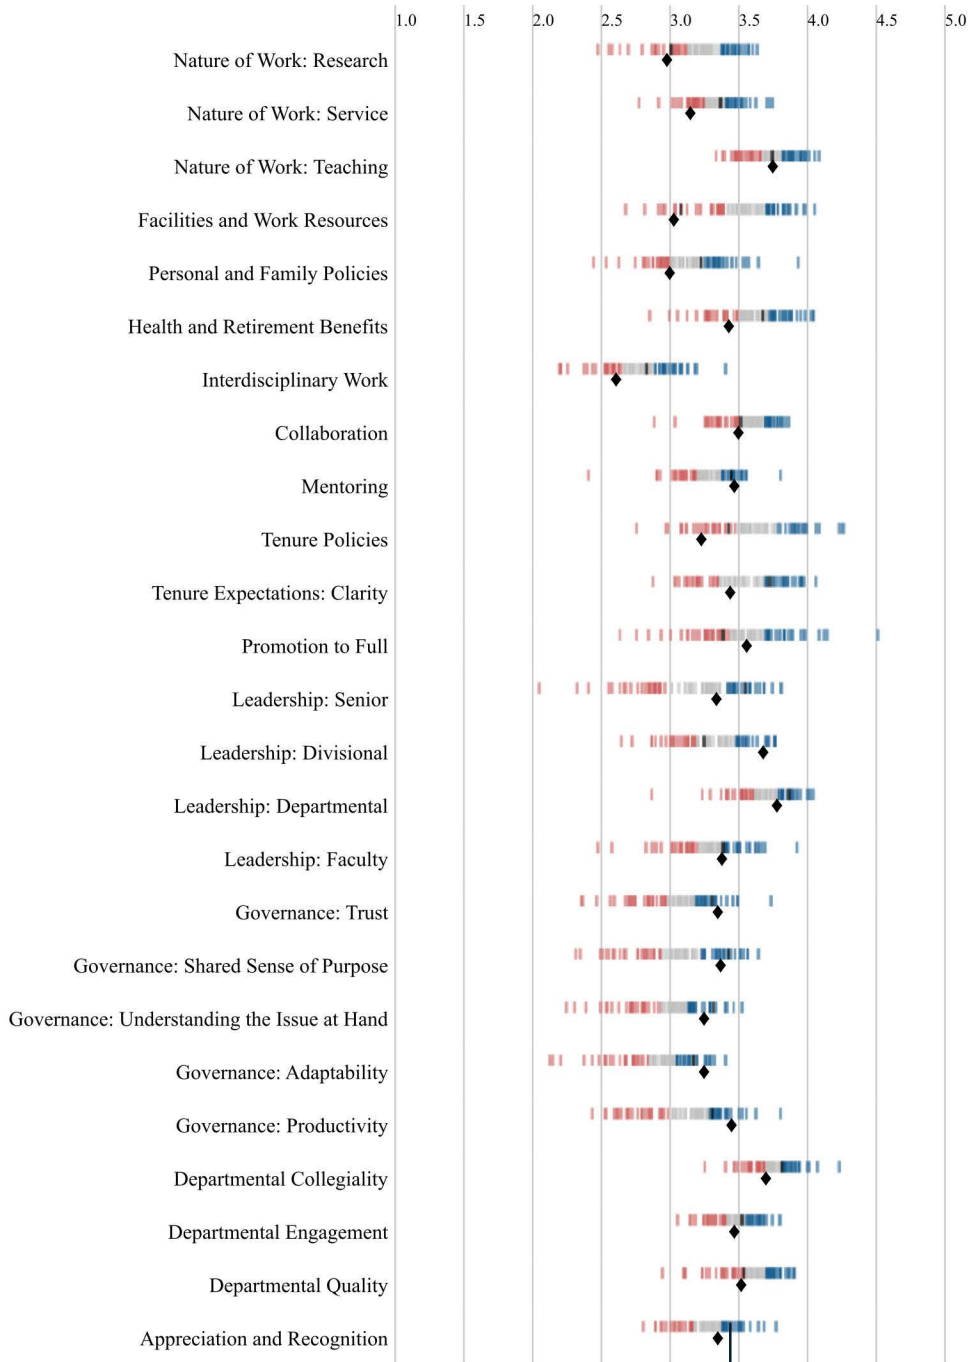 1.0 1.5 2.0 2.5 3.0 3.5 4.0 4.5 5.0
Nature of Work: Research
Nature of Work: Service
Nature of Work: Teaching
Facilities and Work Resources
Personal and Family Policies
Health and Retirement Benefits
Interdisciplinary Work
Collaboration
Mentoring
Tenure Policies
Tenure Expectations: Clarity
Promotion to Full
Leadership: Senior
Leadership: Divisional
Leadership: Departmental
Leadership: Faculty
Governance: Trust
Governance: Shared Sense of Purpose
Governance: Understanding the Issue at Hand
Governance: Adaptability
Governance: Productivity
Departmental Collegiality
Departmental Engagement
Departmental Quality
Appreciation and Recognition